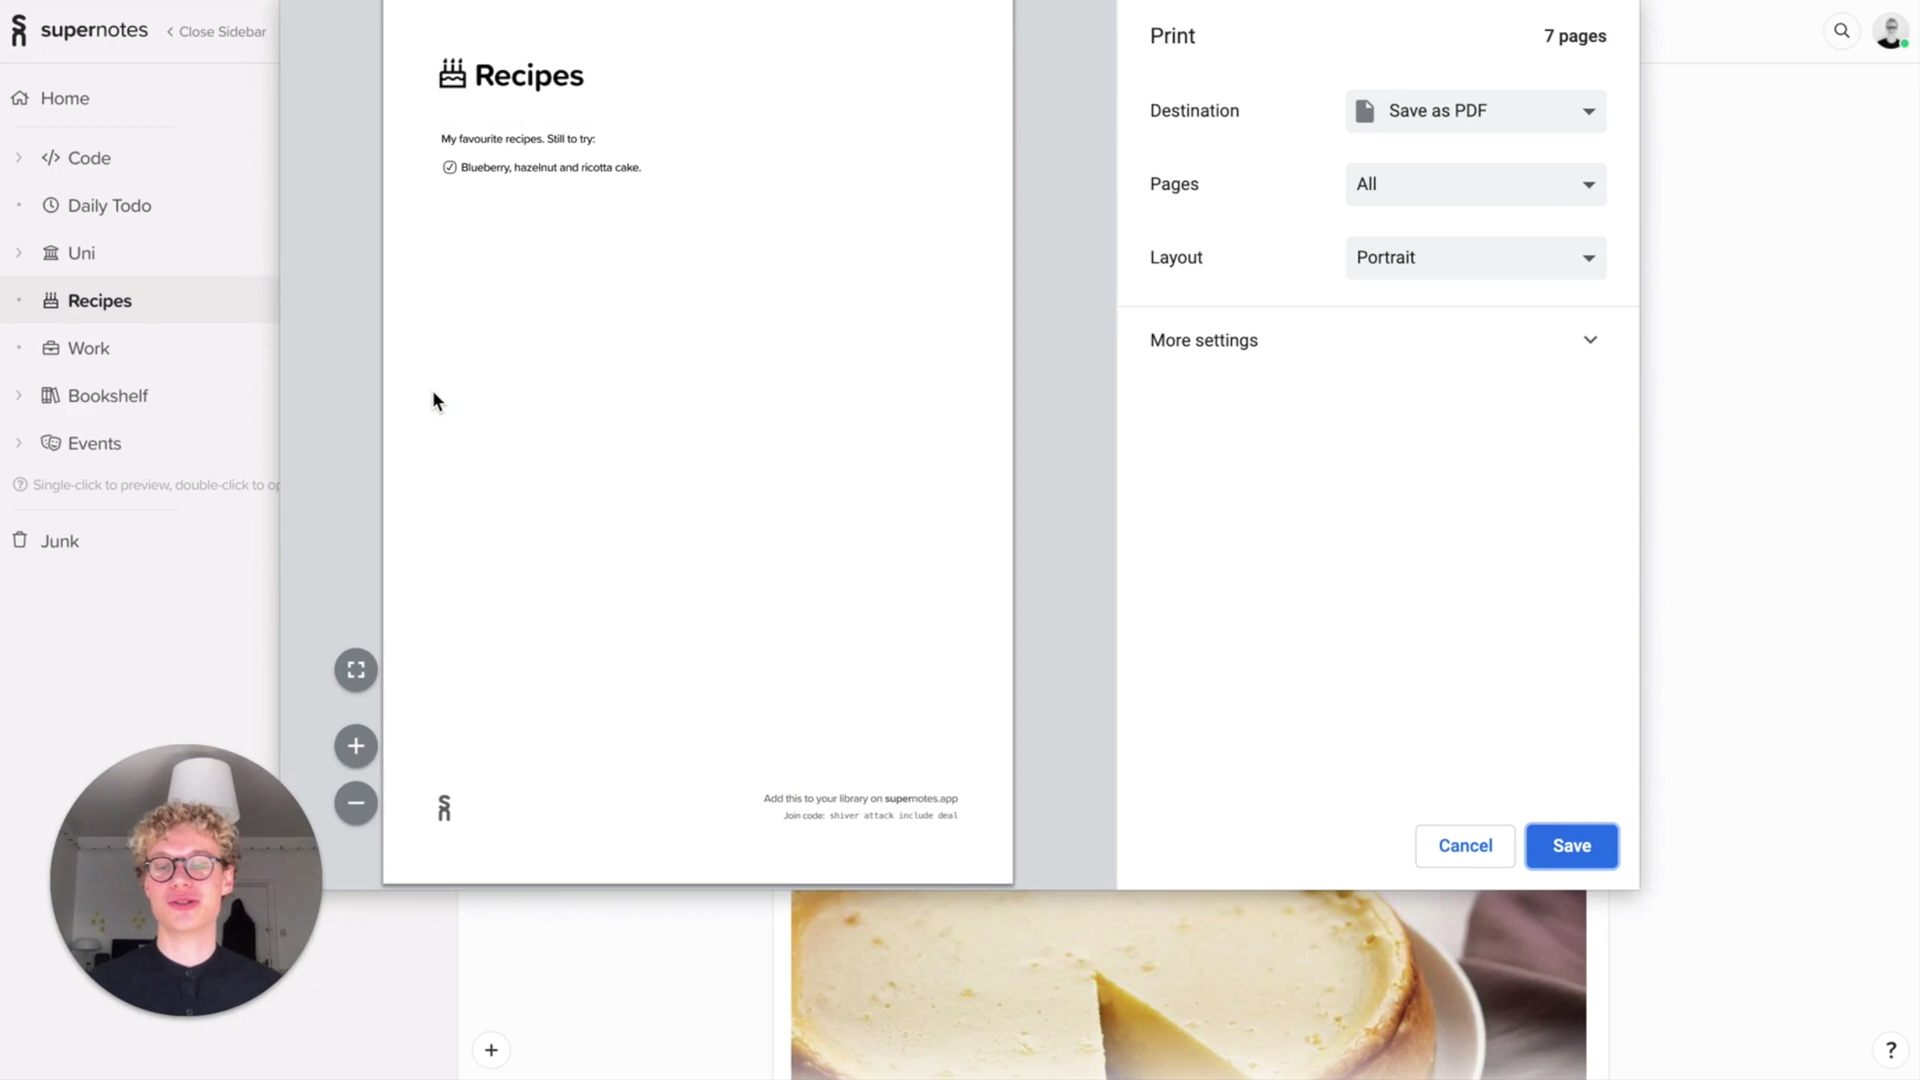 supernotes
Close Sidebar
Home
Code
Daily Todo
Uni
Recipes
Work
Bookshelf
Events
Single-click to preview, double-click to op
Junk
Recipes
My favourite recipes. Still to try:
Blueberry, hazelnut and ricotta cake.
Add this to your library on supernotes.app
Join code: shiver attack include deal
Print
7 pages
Destination
Save as PDF
Pages
All
Layout
Portrait
More settings
Cancel
Save
?